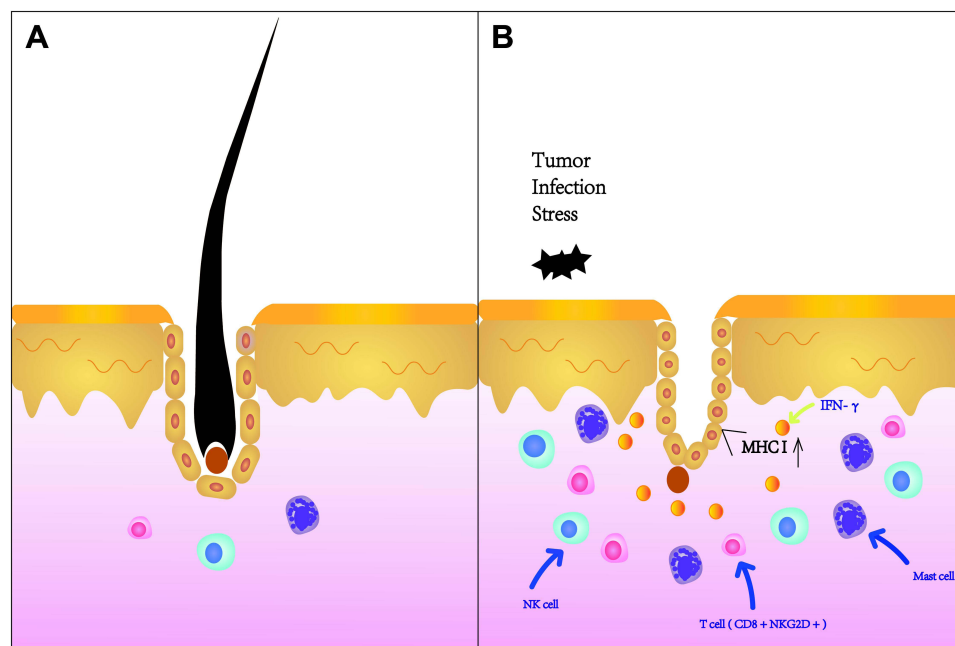 A
B
Tumor
Infection
Stress
IFN- γ
MHC I ↑
NK cell
T cell ( CD8 + NKG2D + )
Mast cell